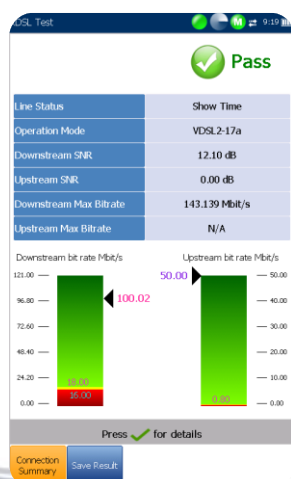 DSL Test
M
9:19
Pass
Line Status Show Time
Operation Mode VDSL2-17a
Downstream SNR 12.10 dB
Upstream SNR 0.00 dB
Downstream Max Bitrate 143.139 Mbit/s
Upstream Max Bitrate N/A
Downstream bit rate Mbit/s
121.00
96.80
72.60
48.40
24.20
0.00
100.02
18.00
16.00
Upstream bit rate Mbit/s
50.00
50.00
40.00
30.00
20.00
10.00
0.00
0.80
Press for details
Connection
Summary
Save Result